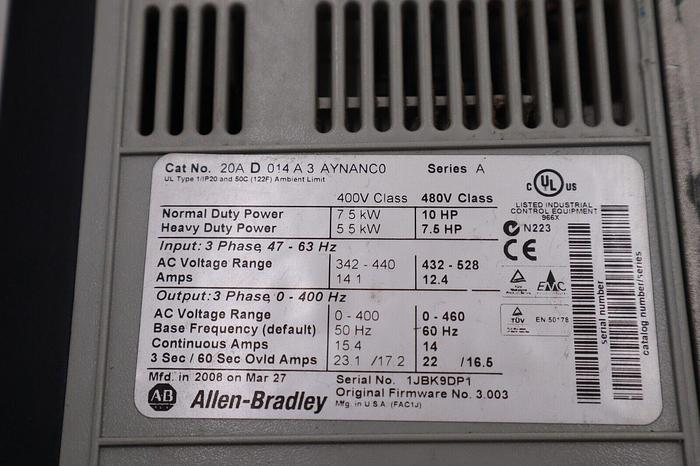 Cat No. 20A D 014 A 3 AYNANC0 Series A
UL Type 1/IP20 and 50C (122F) Ambient Limit
400V Class 480V Class
Normal Duty Power 7.5 kW 10 HP
Heavy Duty Power 5.5 kW 7.5 HP
Input: 3 Phase, 47 - 63 Hz
AC Voltage Range 342 - 440 432 - 528
Amps 14.1 12.4
Output: 3 Phase, 0 - 400 Hz
AC Voltage Range 0 - 400 0 - 460
Base Frequency (default) 50 Hz 60 Hz
Continuous Amps 15.4 14
3 Sec / 60 Sec Ovld Amps 23.1 /17.2 22 /16.5
Mfd. in 2008 on Mar 27 Serial No. 1JBK9DP1
Original Firmware No. 3.003
AB Allen-Bradley Mfg. in U.S.A. (FAC1J)
C UL US
LISTED INDUSTRIAL
CONTROL EQUIPMENT
966X
N223
CE
EMC
TÜV EN 50178
serial number
catalog number/series